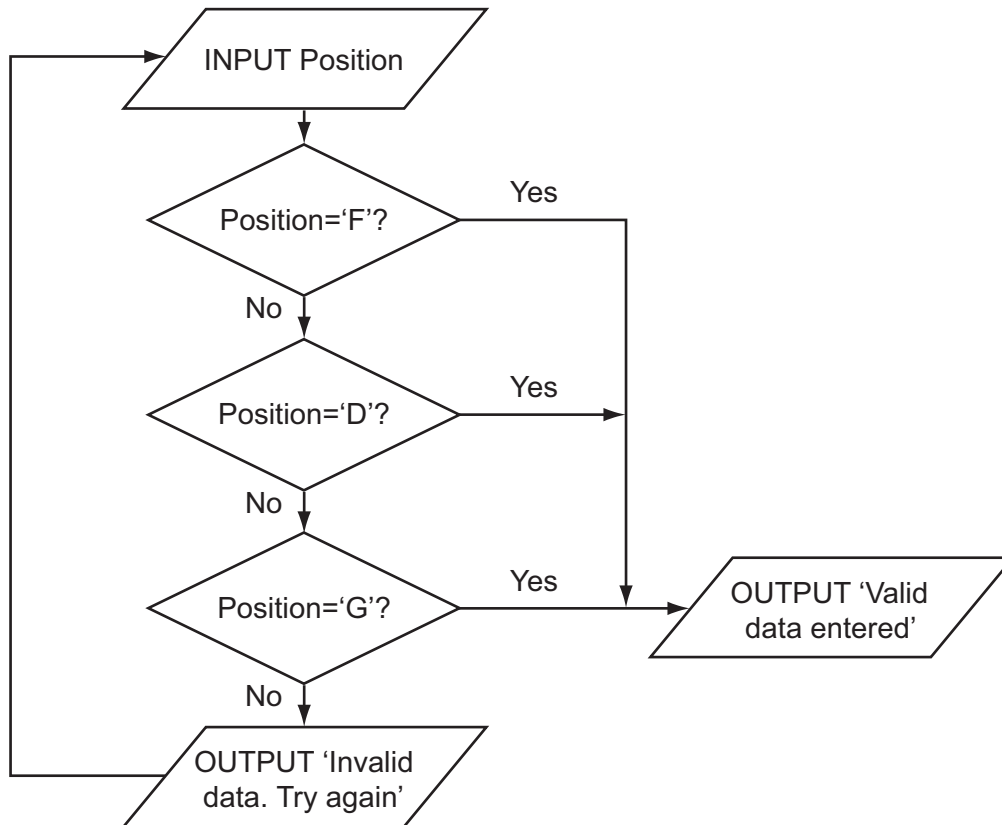 INPUT Position
Position=‘F’?
Yes
No
Position=‘D’?
Yes
No
Position=‘G’?
Yes
OUTPUT ‘Valid
data entered’
No
OUTPUT ‘Invalid
data. Try again’